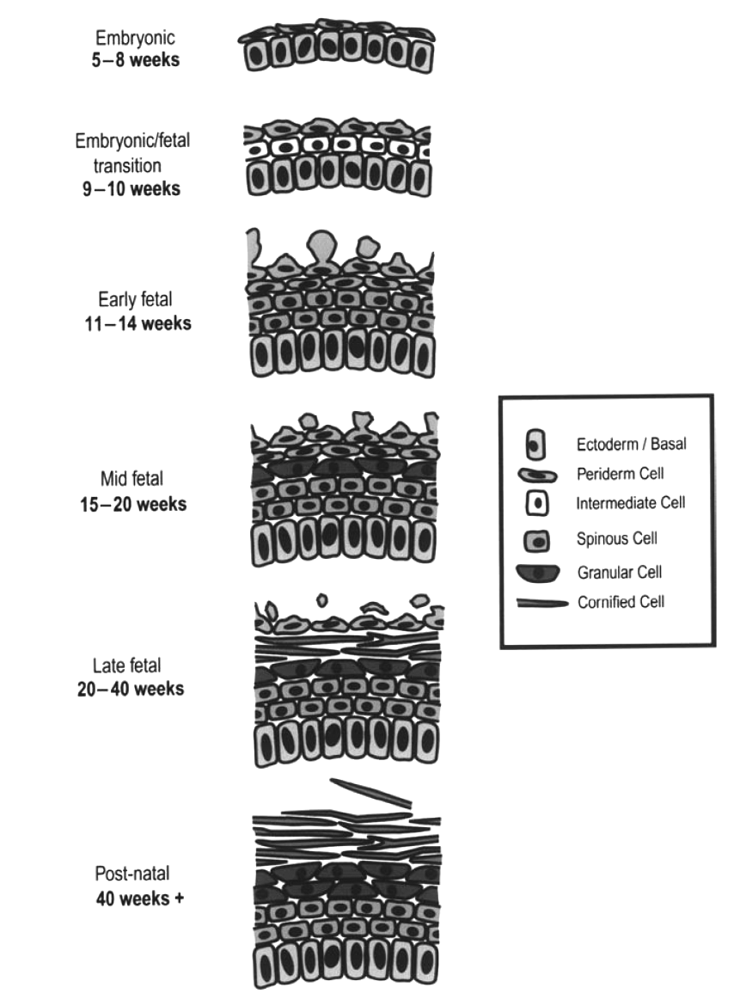 Embryonic
5–8 weeks
Embryonic/fetal
transition
9–10 weeks
Early fetal
11–14 weeks
Mid fetal
15–20 weeks
Late fetal
20–40 weeks
Post-natal
40 weeks +
Ectoderm / Basal
Periderm Cell
Intermediate Cell
Spinous Cell
Granular Cell
Cornified Cell